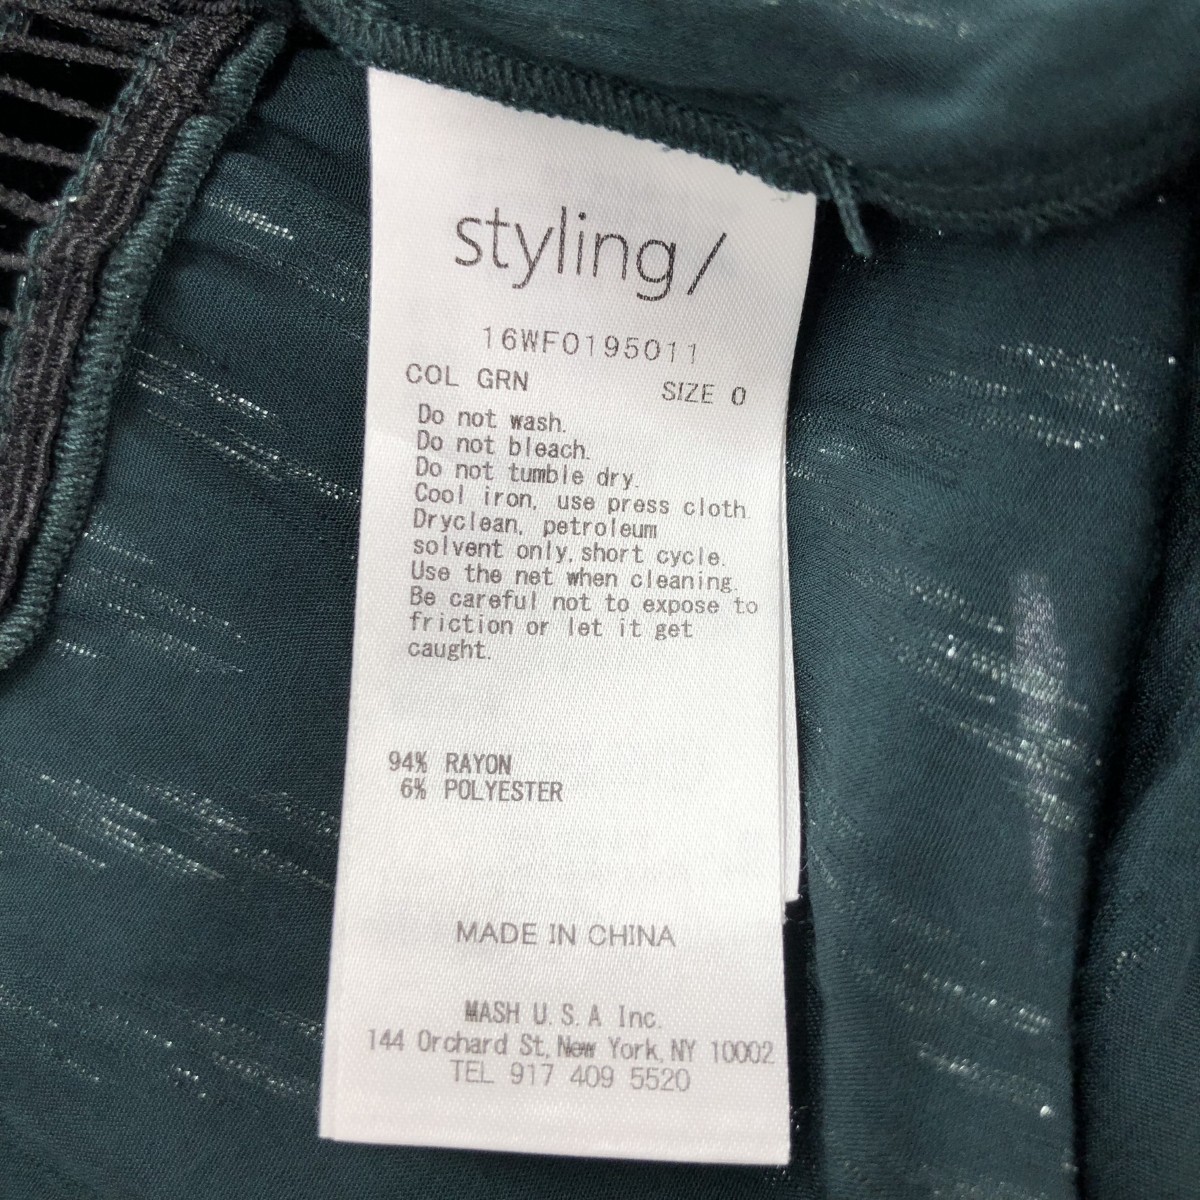 styling/
16WF0195011
COL GRN SIZE 0
Do not wash.
Do not bleach.
Do not tumble dry.
Cool iron, use press cloth.
Dryclean, petroleum
solvent only, short cycle.
Use the net when cleaning.
Be careful not to expose to
friction or let it get
caught.
94% RAYON
6% POLYESTER
MADE IN CHINA
MASH U.S.A Inc.
144 Orchard St, New York, NY 10002
TEL 917 409 5520